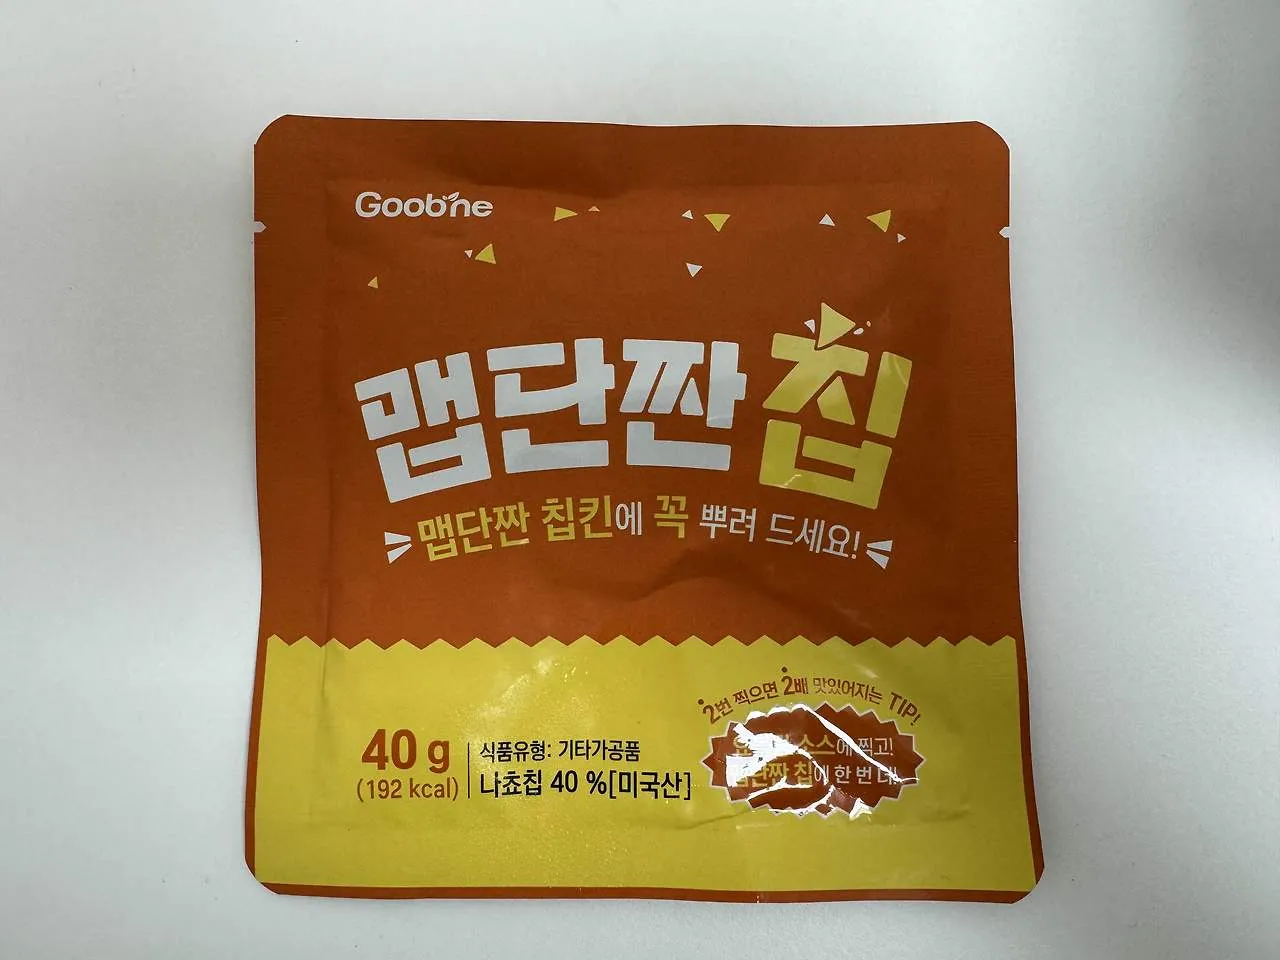 Goobne
맵단짠 칩
맵단짠 칩킨에 꼭 뿌려 드세요!
2번 찍으면 2배 맛있어지는 TIP!
소스에 찍고!
맵단짠 칩에 한 번 더!
40 g
(192 kcal)
식품유형: 기타가공품
나쵸칩 40 %[미국산]